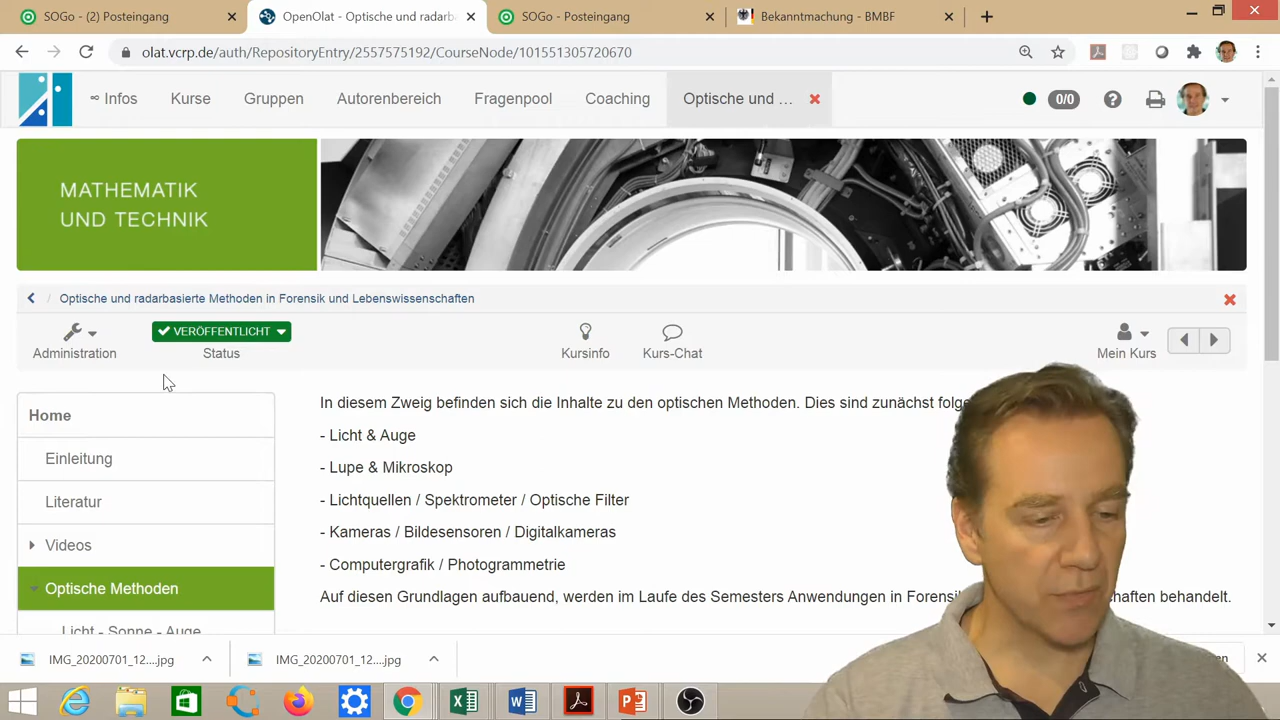 SOGo - (2) Posteingang
OpenOlat - Optische und radarb
SOGo - Posteingang
Bekanntmachung - BMBF
olat.vcrp.de/auth/RepositoryEntry/2557575192/CourseNode/101551305720670
∞ Infos
Kurse
Gruppen
Autorenbereich
Fragenpool
Coaching
Optische und ...
0/0
MATHEMATIK
UND TECHNIK
Optische und radarbasierte Methoden in Forensik und Lebenswissenschaften
Administration
VERÖFFENTLICHT
Status
Kursinfo
Kurs-Chat
Mein Kurs
Home
Einleitung
Literatur
Videos
Optische Methoden
Licht - Sonne - Auge
In diesem Zweig befinden sich die Inhalte zu den optischen Methoden. Dies sind zunächst folg
- Licht & Auge
- Lupe & Mikroskop
- Lichtquellen / Spektrometer / Optische Filter
- Kameras / Bildesensoren / Digitalkameras
- Computergrafik / Photogrammetrie
Auf diesen Grundlagen aufbauend, werden im Laufe des Semesters Anwendungen in Forensi chaften behandelt.
IMG_20200701_12....jpg
IMG_20200701_12....jpg
en